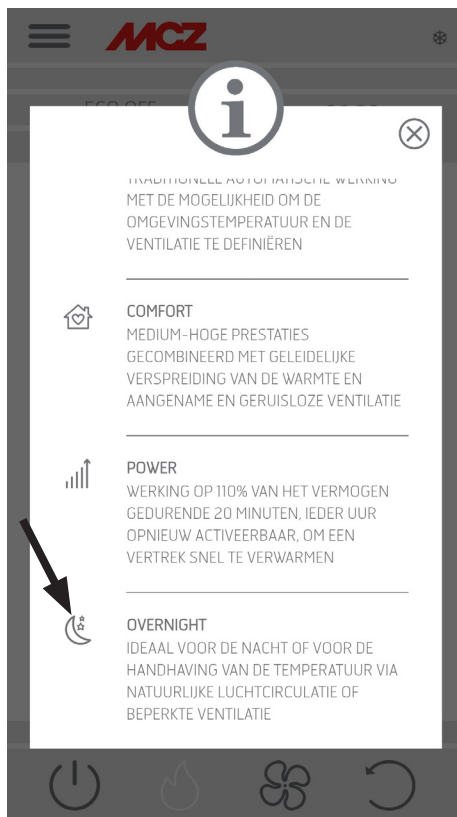 MCZ
i
MET DE MOGELIJKHEID OM DE
OMGEVINGSTEMPERATUUR EN DE
VENTILATIE TE DEFINIËREN
COMFORT
MEDIUM-HOGE PRESTATIES
GECOMBINEERD MET GELEIDELIJKE
VERSPREIDING VAN DE WARMTE EN
AANGENAME EN GERUISLOZE VENTILATIE
POWER
WERKING OP 110% VAN HET VERMOGEN
GEDURENDE 20 MINUTEN, IEDER UUR
OPNIEUW ACTIVEERBAAR, OM EEN
VERTREK SNEL TE VERWARMEN
OVERNIGHT
IDEAAL VOOR DE NACHT OF VOOR DE
HANDHAVING VAN DE TEMPERATUUR VIA
NATUURLIJKE LUCHTCIRCULATIE OF
BEPERKTE VENTILATIE